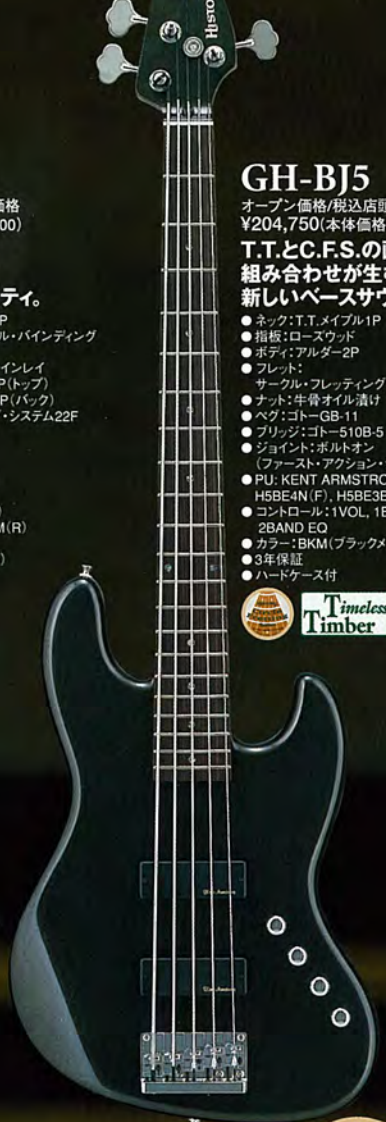 HISTO
価格
00)
ティ。
P
ル・バインディング
インレイ
P(トップ)
P(バック)
・システム22F
)
M(R)
)
GH-BJ5
オープン価格/税込店頭
¥204,750(本体価格
T.T.とC.F.S.の
組み合わせが生
新しいベースサウ
●ネック:T.T.メイプル1P
●指板:ローズウッド
●ボディ:アルダー2P
●フレット:
サークル・フレッティング
●ナット:牛骨オイル漬け
●ペグ:ゴトーGB-11
●ブリッジ:ゴトー510B-5
●ジョイント:ボルトオン
(ファースト・アクション・
●PU:KENT ARMSTRO
H5BE4N(F), H5BE3B
●コントロール:1VOL, 1B
2BAND EQ
●カラー:BKM(ブラックメ
●3年保証
●ハードケース付
Timeless
Timber